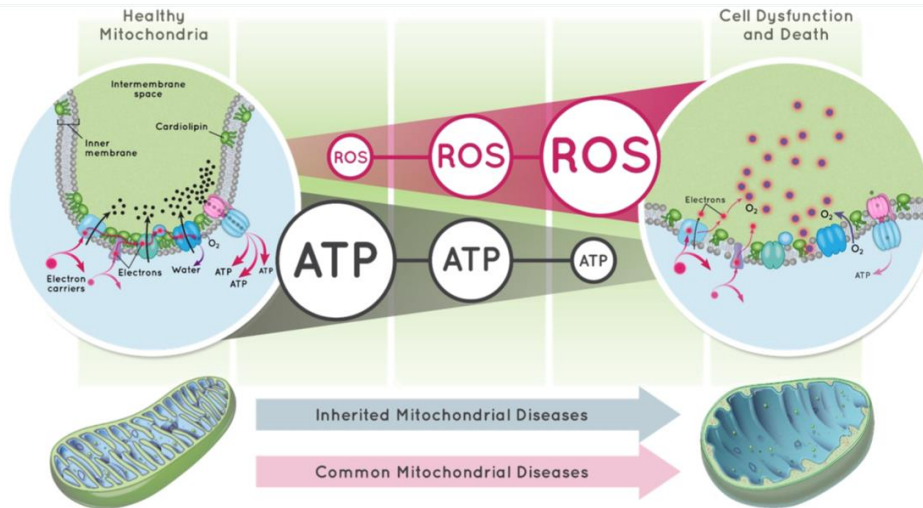 Healthy
Mitochondria
Cell Dysfunction
and Death
Intermembrane
space
Cardiolipin
Inner
membrane
Electron
carriers
Electrons
Water
O₂
ATP
ATP
ATP
ROS
ROS
ROS
ATP
ATP
ATP
Electrons
O₂
O₂
O₂
ATP
Inherited Mitochondrial Diseases
Common Mitochondrial Diseases